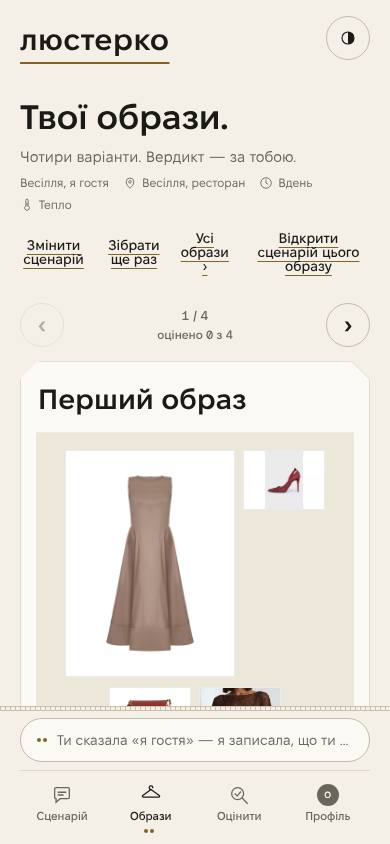 люстерко
Твої образи.
Чотири варіанти. Вердикт — за тобою.
Весілля, я гостя Весілля, ресторан Вдень
Тепло
Змінити сценарій
Зібрати ще раз
Усі образи ›
Відкрити сценарій цього образу
‹ 1 / 4 ›
оцінено 0 з 4
Перший образ
Ти сказала «я гостя» — я записала, що ти ...
Сценарій Образи Оцінити О Профіль